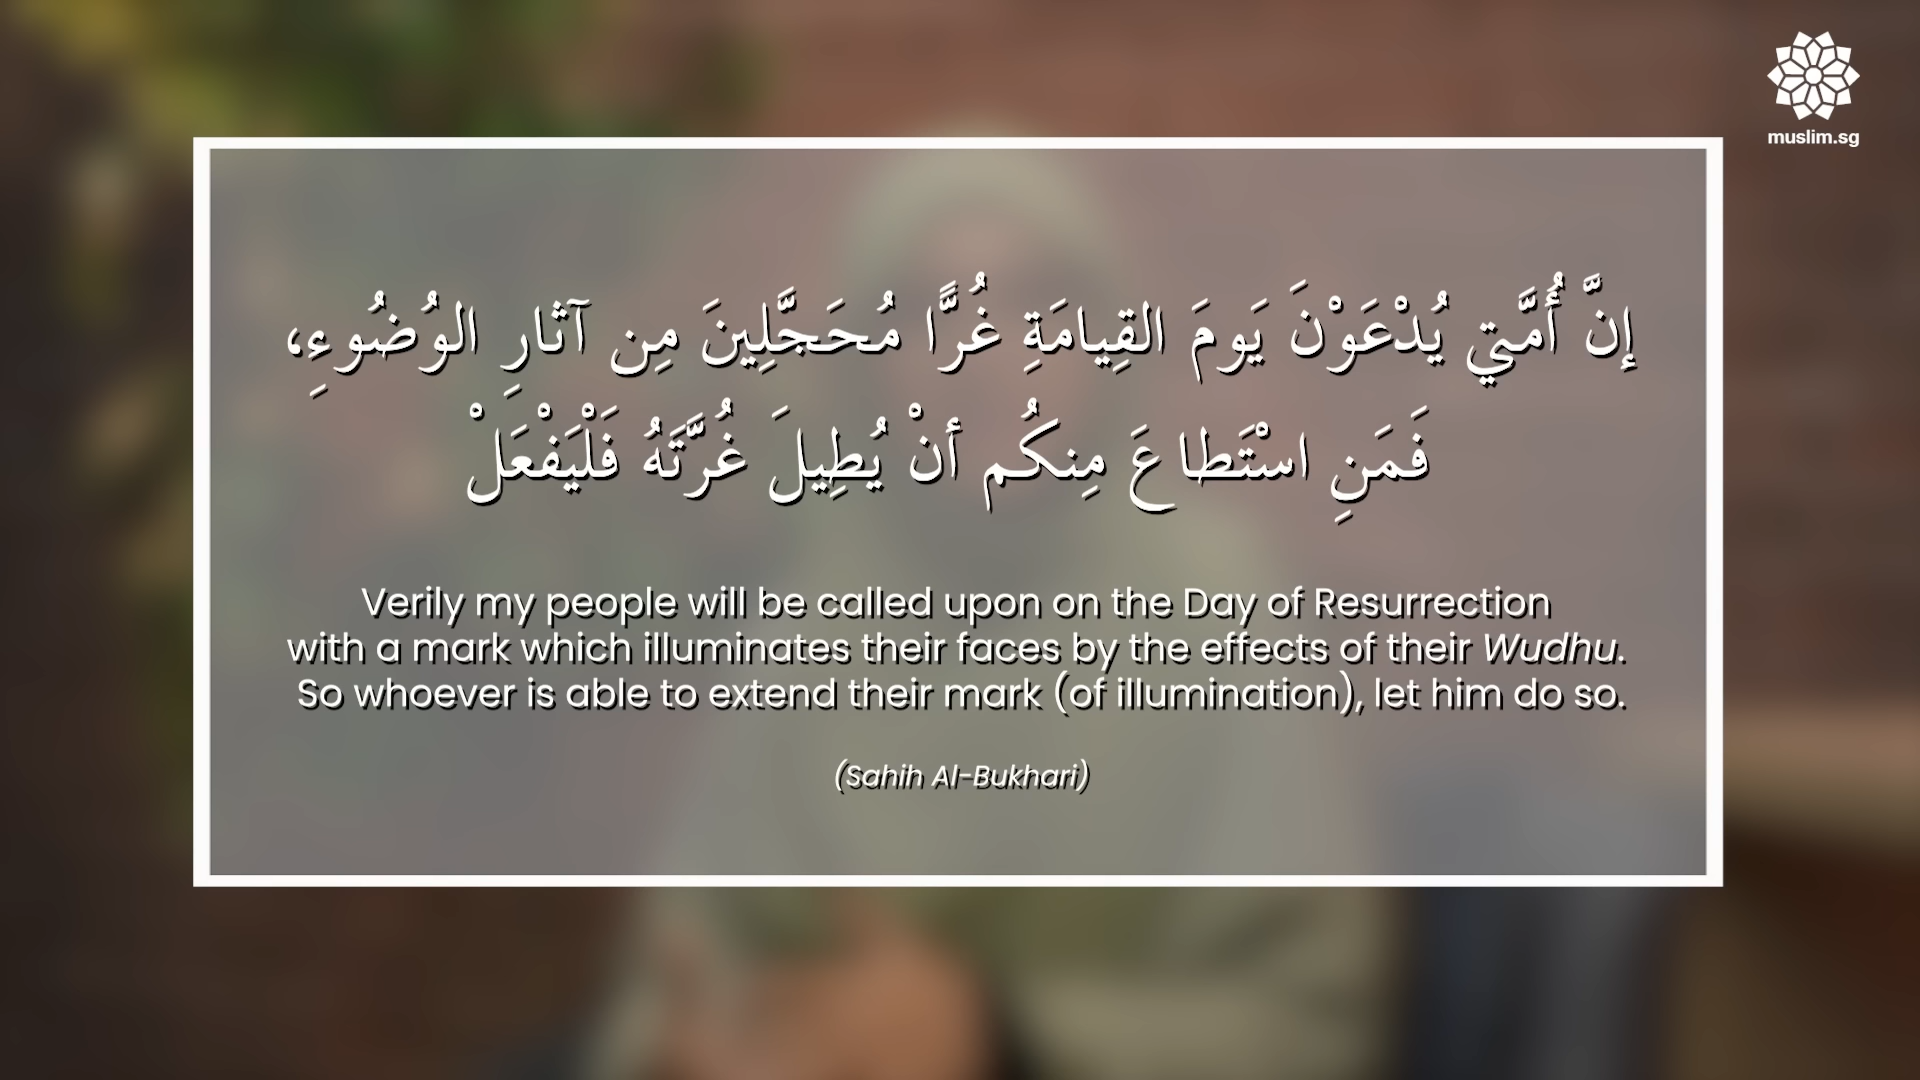 muslim.sg
إنَّ أُمَّتي يُدْعَوْنَ يَومَ القِيامَةِ غُرًّا مُحَجَّلِينَ مِن آثارِ الوُضُوءِ،
فَمَنِ اسْتَطاعَ مِنكُم أنْ يُطِيلَ غُرَّتَهُ فَلْيَفْعَلْ
Verily my people will be called upon on the Day of Resurrection
with a mark which illuminates their faces by the effects of their Wudhu.
So whoever is able to extend their mark (of illumination), let him do so.
(Sahih Al-Bukhari)